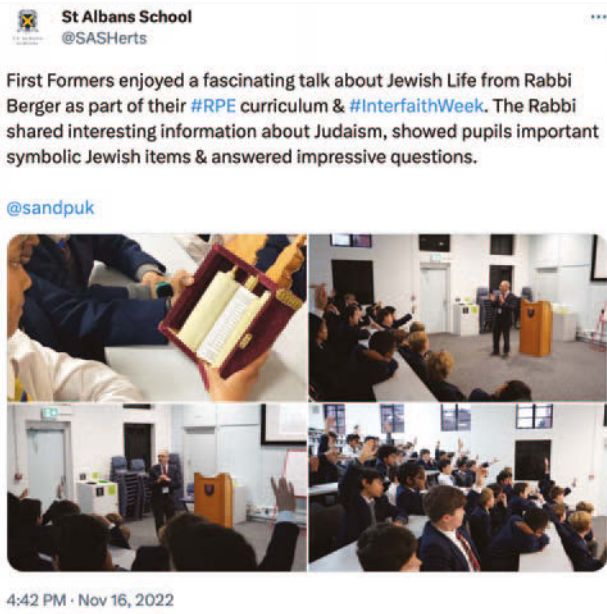 St Albans School
@SASHerts
First Formers enjoyed a fascinating talk about Jewish Life from Rabbi
Berger as part of their #RPE curriculum & #InterfaithWeek. The Rabbi
shared interesting information about Judaism, showed pupils important
symbolic Jewish items & answered impressive questions.
@sandpuk
4:42 PM · Nov 16, 2022